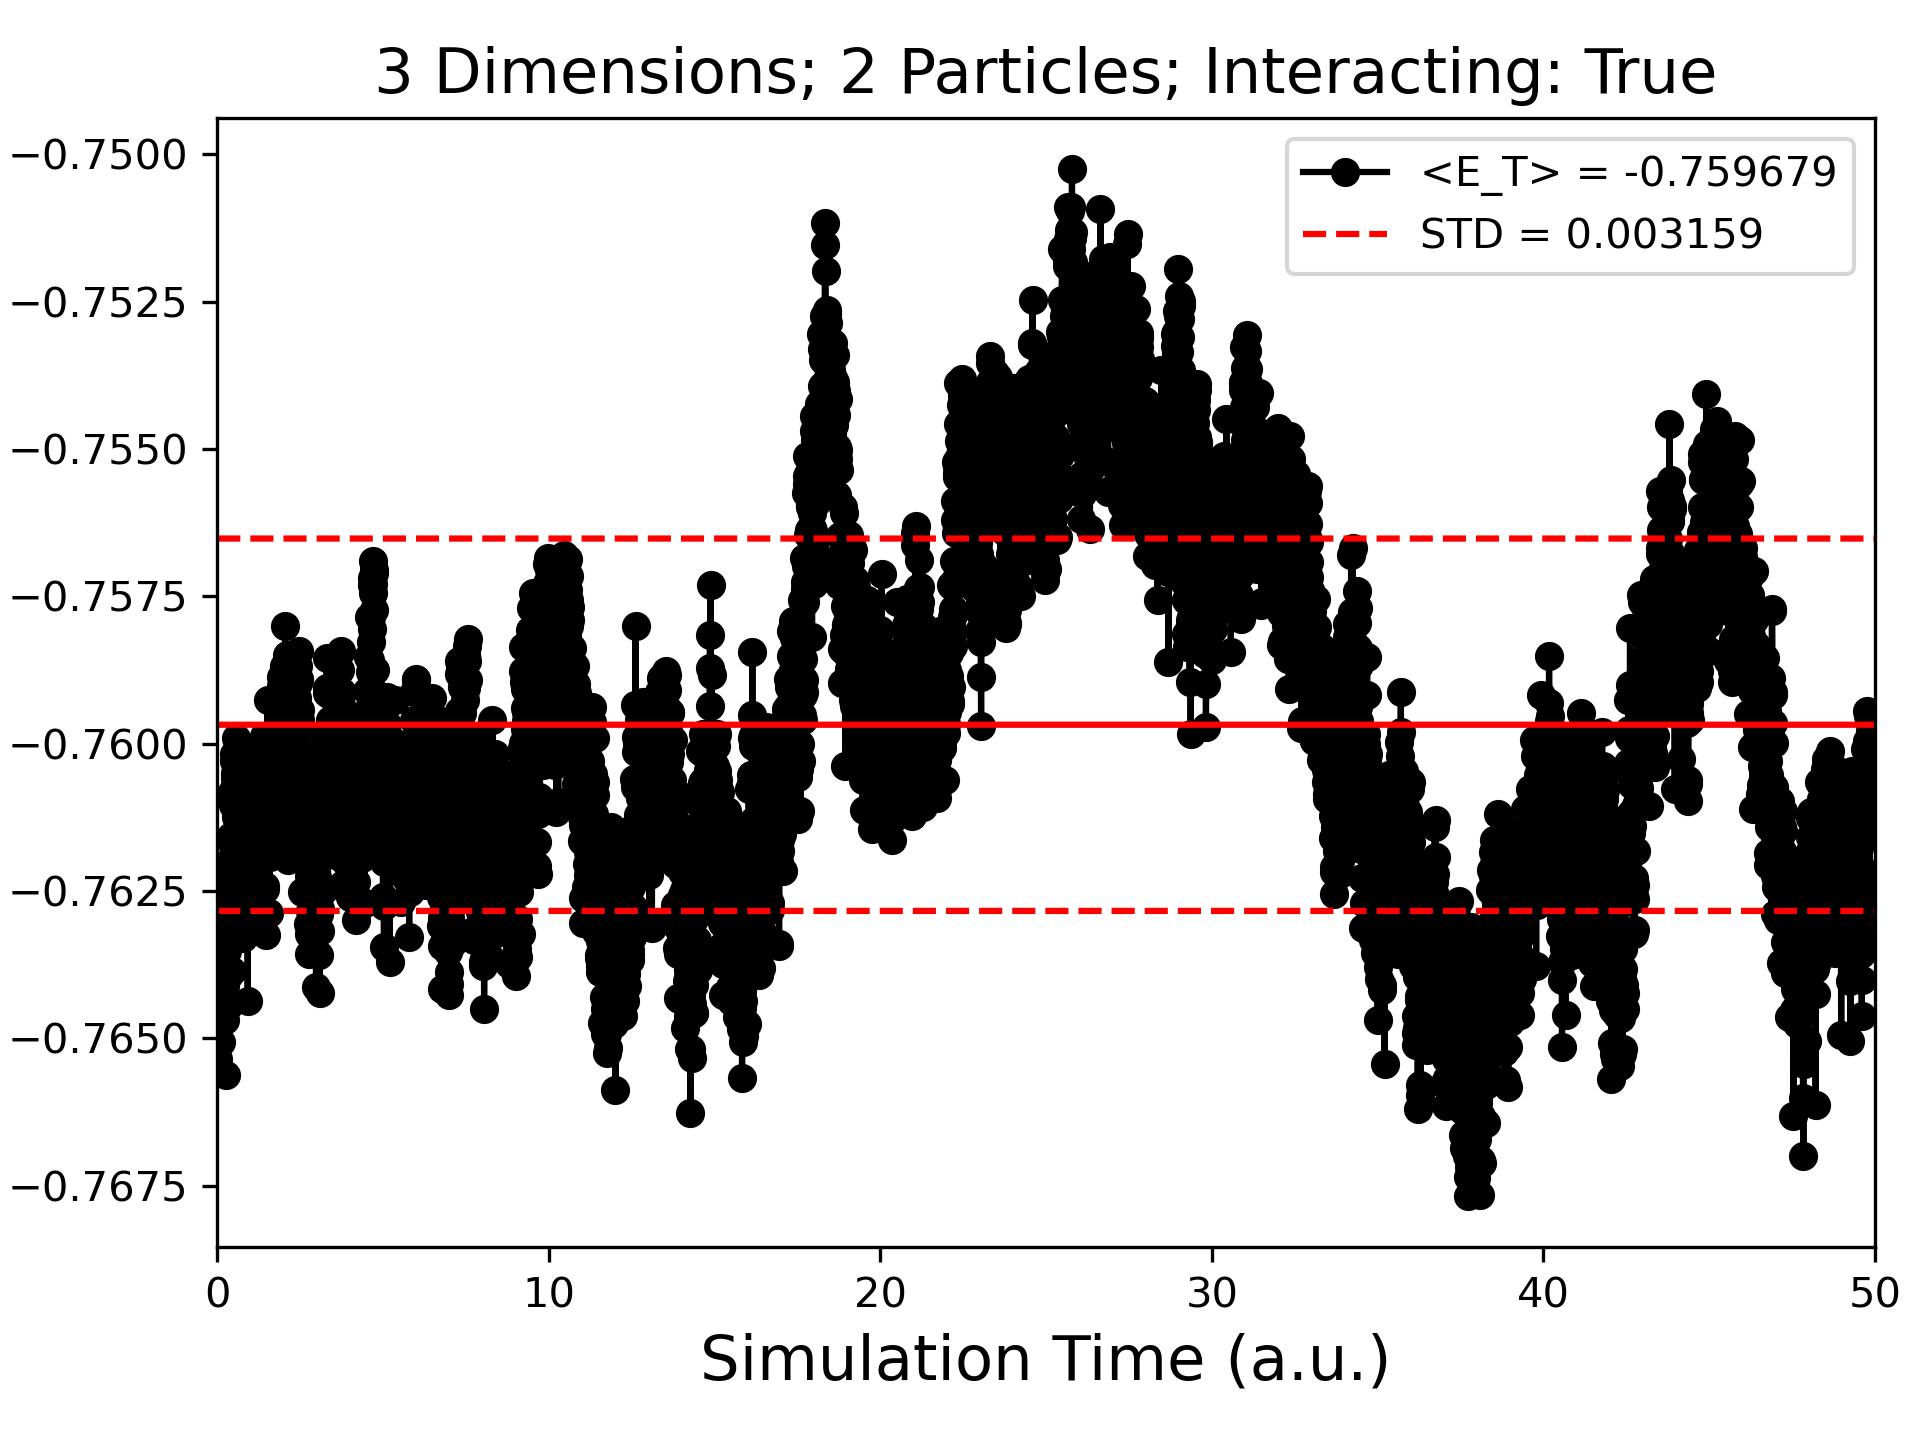 3 Dimensions; 2 Particles; Interacting: True
−0.7500
−0.7525
−0.7550
−0.7575
−0.7600
−0.7625
−0.7650
−0.7675
<E_T> = -0.759679
STD = 0.003159
0 10 20 30 40 50
Simulation Time (a.u.)